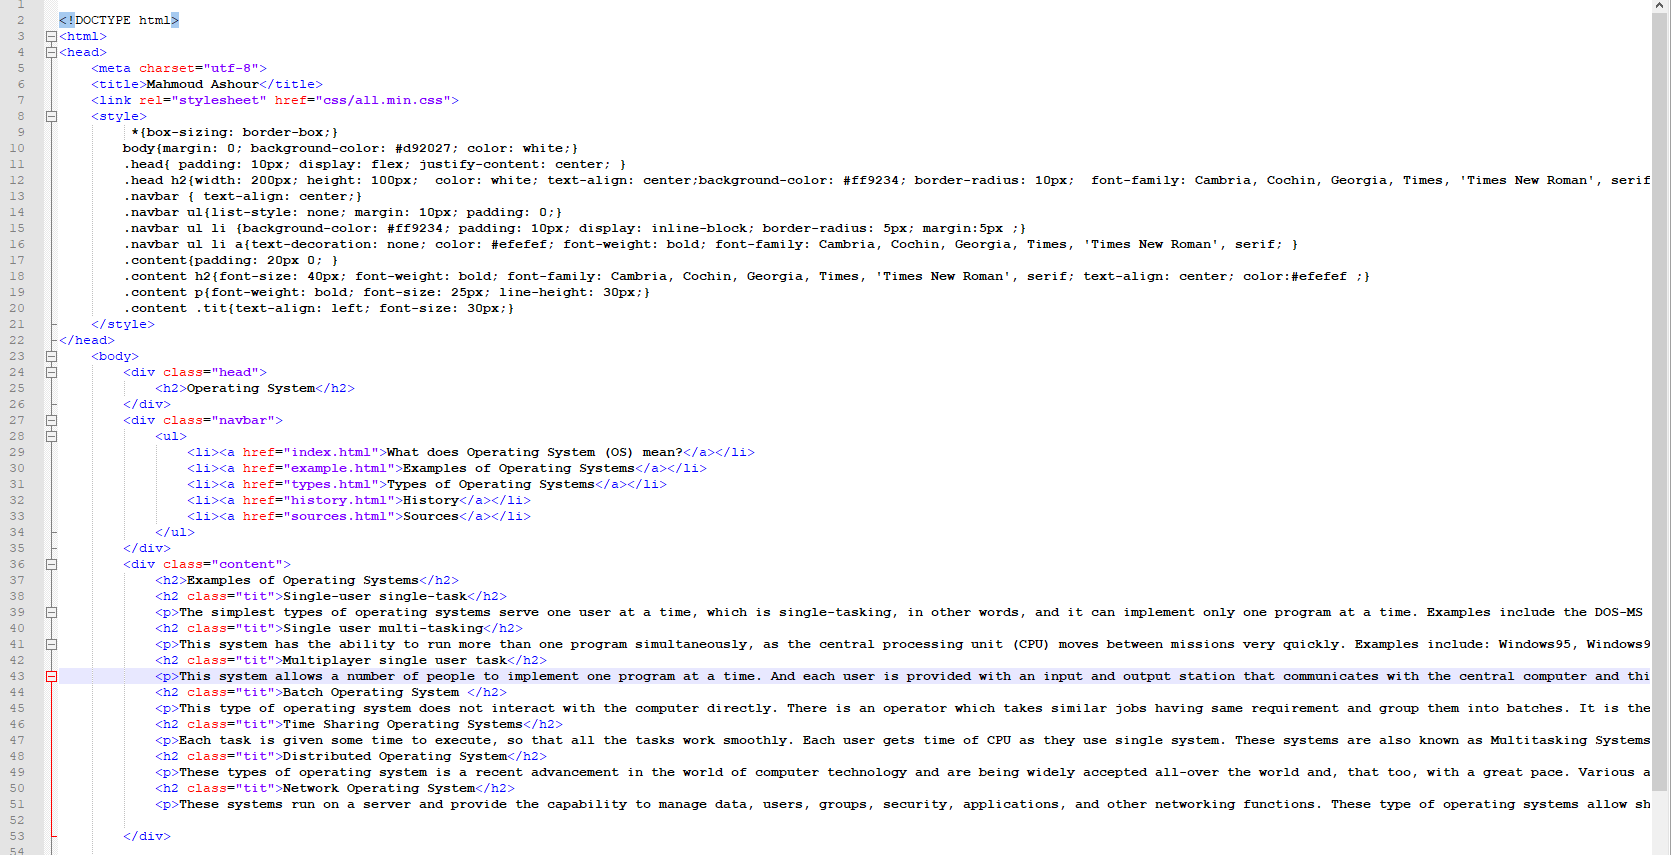 1
2 <!DOCTYPE html>
3 <html>
4 <head>
5 <meta charset="utf-8">
6 <title>Mahmoud Ashour</title>
7 <link rel="stylesheet" href="css/all.min.css">
8 <style>
9 *{box-sizing: border-box;}
10 body{margin: 0; background-color: #d92027; color: white;}
11 .head{ padding: 10px; display: flex; justify-content: center; }
12 .head h2{width: 200px; height: 100px;  color: white; text-align: center;background-color: #ff9234; border-radius: 10px;  font-family: Cambria, Cochin, Georgia, Times, 'Times New Roman', serif
13 .navbar { text-align: center;}
14 .navbar ul{list-style: none; margin: 10px; padding: 0;}
15 .navbar ul li {background-color: #ff9234; padding: 10px; display: inline-block; border-radius: 5px; margin:5px ;}
16 .navbar ul li a{text-decoration: none; color: #efefef; font-weight: bold; font-family: Cambria, Cochin, Georgia, Times, 'Times New Roman', serif; }
17 .content{padding: 20px 0; }
18 .content h2{font-size: 40px; font-weight: bold; font-family: Cambria, Cochin, Georgia, Times, 'Times New Roman', serif; text-align: center; color:#efefef ;}
19 .content p{font-weight: bold; font-size: 25px; line-height: 30px;}
20 .content .tit{text-align: left; font-size: 30px;}
21 </style>
22 </head>
23 <body>
24 <div class="head">
25 <h2>Operating System</h2>
26 </div>
27 <div class="navbar">
28 <ul>
29 <li><a href="index.html">What does Operating System (OS) mean?</a></li>
30 <li><a href="example.html">Examples of Operating Systems</a></li>
31 <li><a href="types.html">Types of Operating Systems</a></li>
32 <li><a href="history.html">History</a></li>
33 <li><a href="sources.html">Sources</a></li>
34 </ul>
35 </div>
36 <div class="content">
37 <h2>Examples of Operating Systems</h2>
38 <h2 class="tit">Single-user single-task</h2>
39 <p>The simplest types of operating systems serve one user at a time, which is single-tasking, in other words, and it can implement only one program at a time. Examples include the DOS-MS
40 <h2 class="tit">Single user multi-tasking</h2>
41 <p>This system has the ability to run more than one program simultaneously, as the central processing unit (CPU) moves between missions very quickly. Examples include: Windows95, Windows9
42 <h2 class="tit">Multiplayer single user task</h2>
43 <p>This system allows a number of people to implement one program at a time. And each user is provided with an input and output station that communicates with the central computer and thi
44 <h2 class="tit">Batch Operating System </h2>
45 <p>This type of operating system does not interact with the computer directly. There is an operator which takes similar jobs having same requirement and group them into batches. It is the
46 <h2 class="tit">Time Sharing Operating Systems</h2>
47 <p>Each task is given some time to execute, so that all the tasks work smoothly. Each user gets time of CPU as they use single system. These systems are also known as Multitasking Systems
48 <h2 class="tit">Distributed Operating System</h2>
49 <p>These types of operating system is a recent advancement in the world of computer technology and are being widely accepted all-over the world and, that too, with a great pace. Various a
50 <h2 class="tit">Network Operating System</h2>
51 <p>These systems run on a server and provide the capability to manage data, users, groups, security, applications, and other networking functions. These type of operating systems allow sh
52
53 </div>
54